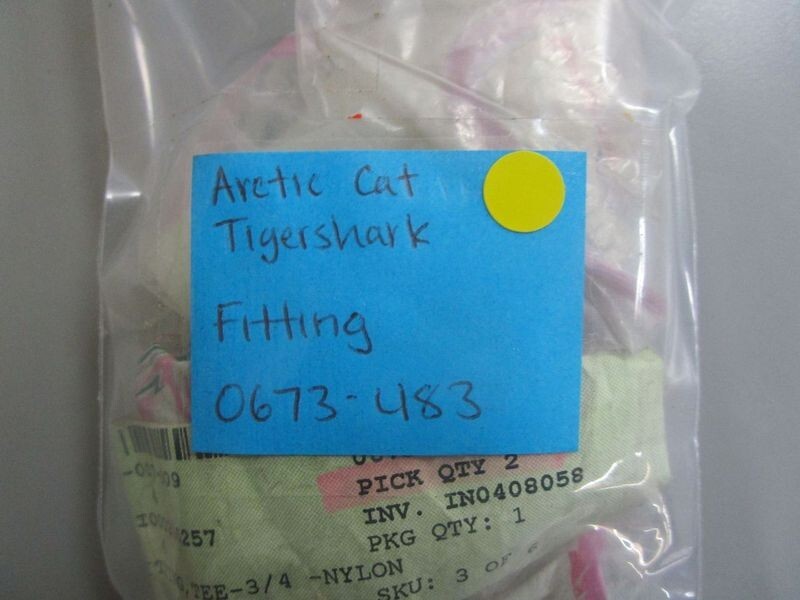 Arctic Cat
Tigershark
Fitting
0673-483
PICK QTY 2
INV. IN0408058
257
PKG QTY: 1
TEE-3/4 -NYLON
SKU: 3 OF 6